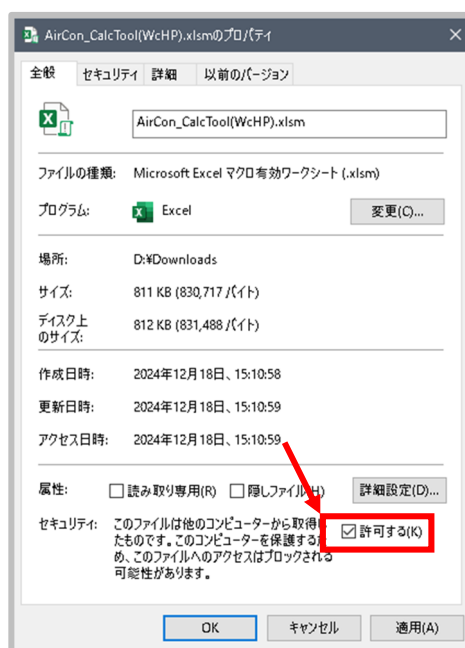 AirCon_CalcTool(WcHP).xlsmのプロパティ
全般 セキュリティ 詳細 以前のバージョン
AirCon_CalcTool(WcHP).xlsm
ファイルの種類: Microsoft Excel マクロ有効ワークシート (.xlsm)
プログラム: Excel 変更(C)...
場所: D:¥Downloads
サイズ: 811 KB (830,717 バイト)
ディスク上
のサイズ: 812 KB (831,488 バイト)
作成日時: 2024年12月18日、15:10:58
更新日時: 2024年12月18日、15:10:59
アクセス日時: 2024年12月18日、15:10:59
属性: 読み取り専用(R) 隠しファイル(H) 詳細設定(D)...
セキュリティ: このファイルは他のコンピューターから取得
たものです。このコンピューターを保護する
め、このファイルへのアクセスはブロックされる
可能性があります。
許可する(K)
OK キャンセル 適用(A)